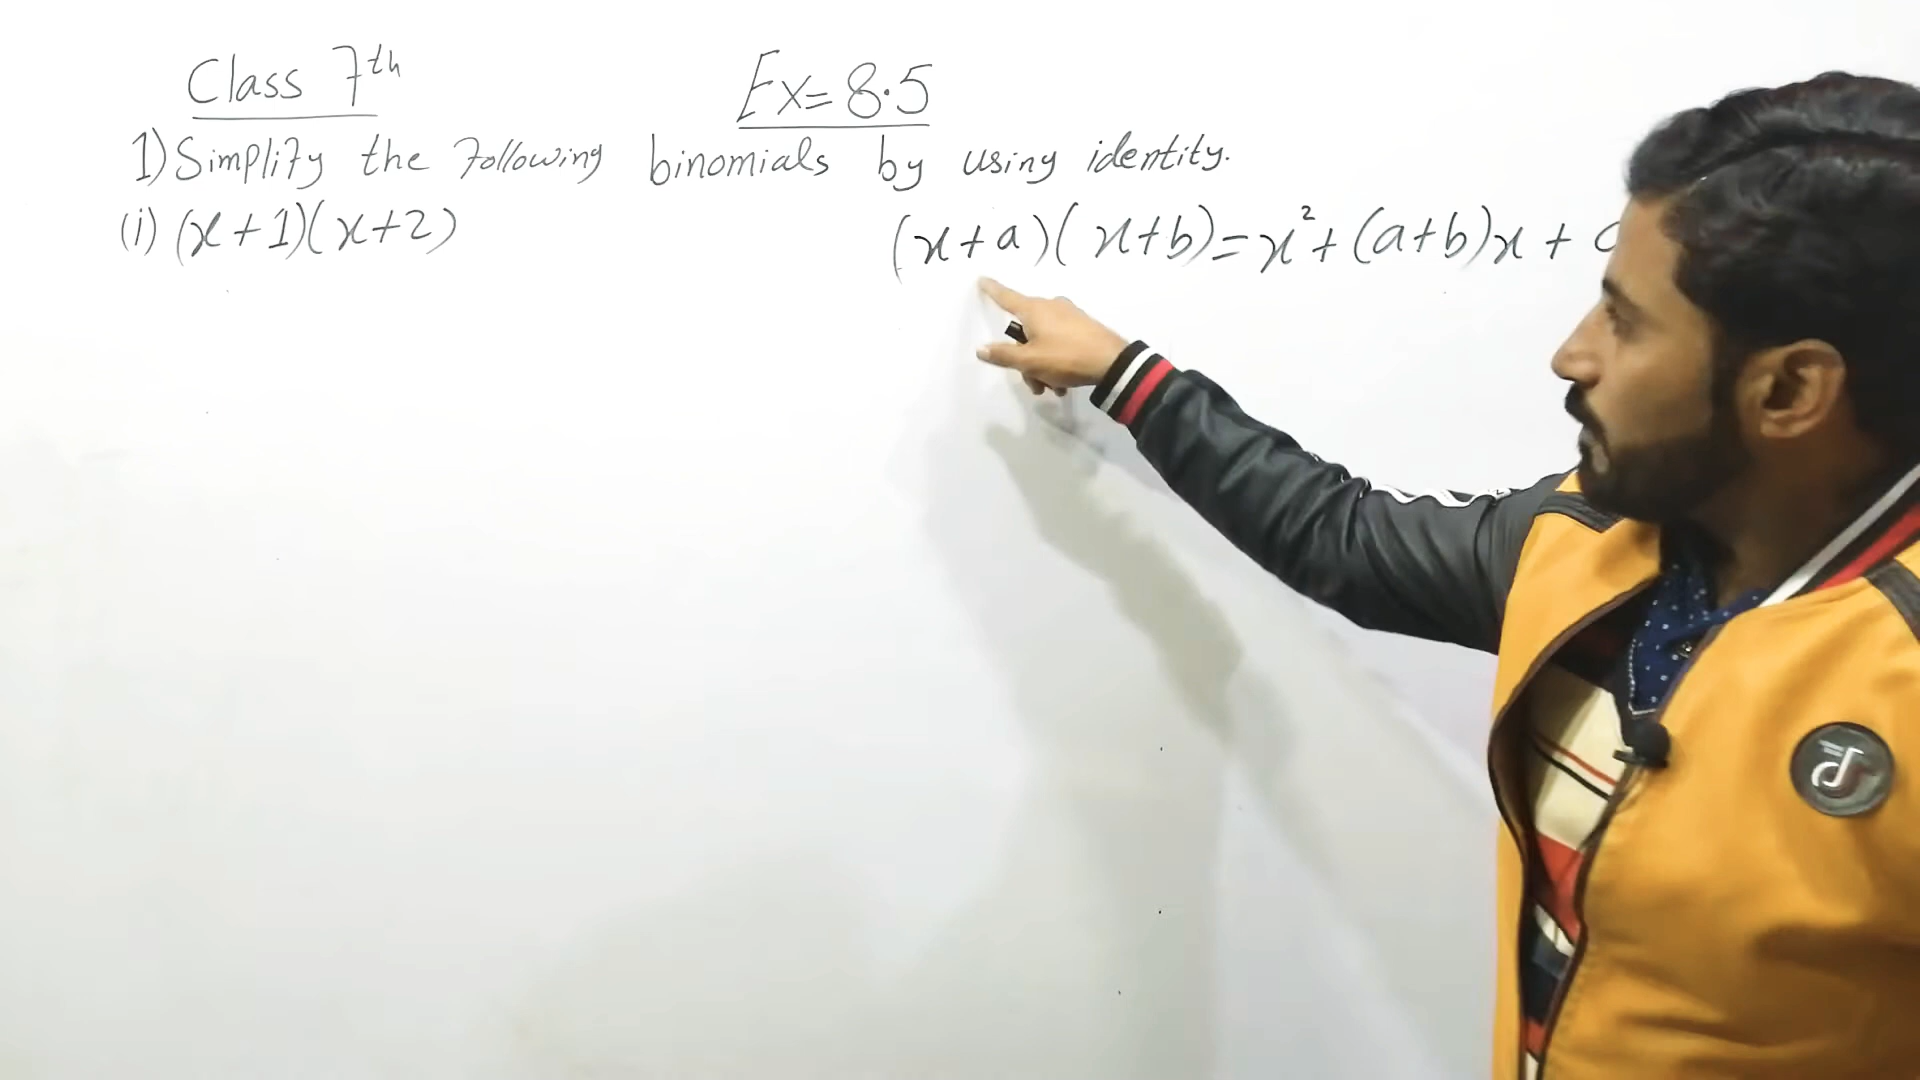 Class 7th
Ex= 8.5
1) Simplify the following binomials by using identity.
(i) (x+1)(x+2)
(x+a)(x+b)=x²+(a+b)x+